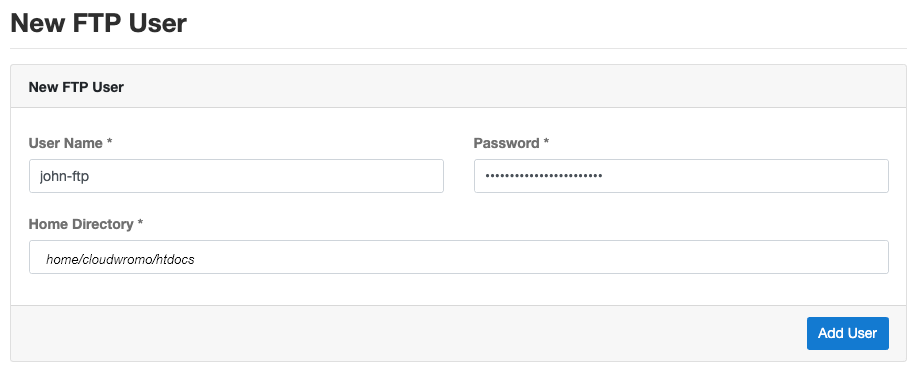 New FTP User
New FTP User
User Name *
Password *
john-ftp
••••••••••••••••••••••••
Home Directory *
home/cloudwromo/htdocs
Add User